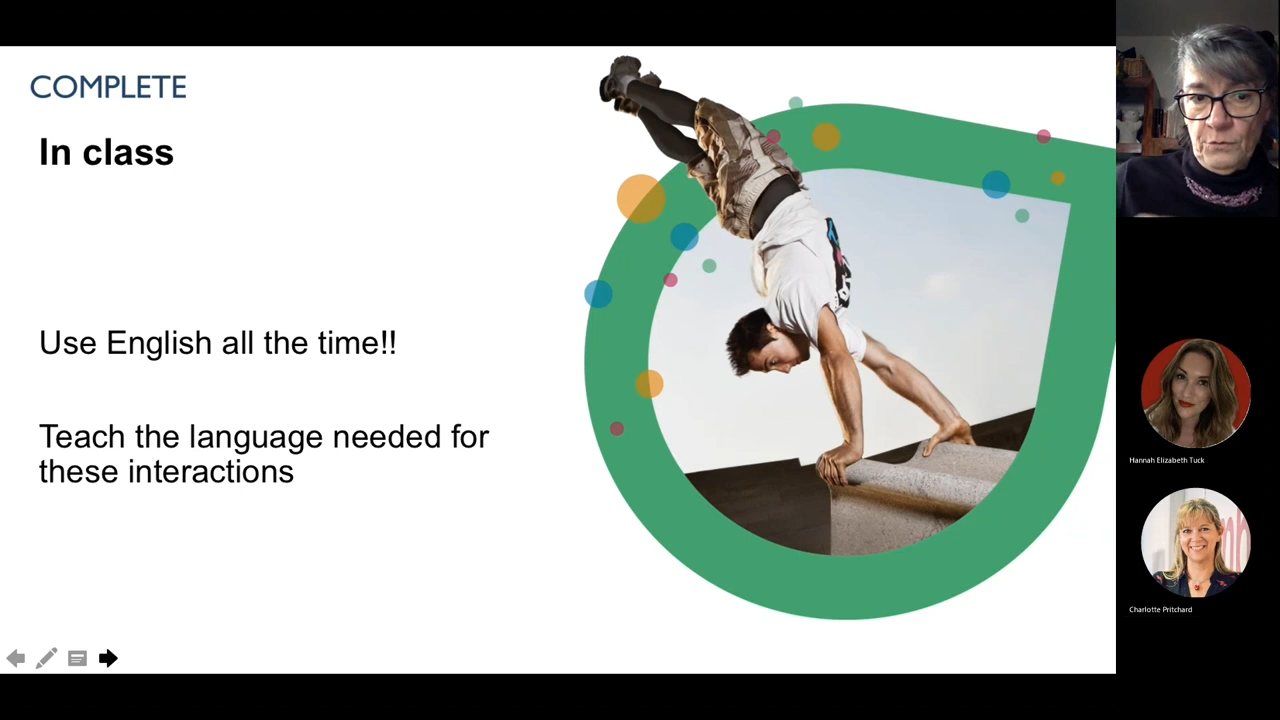 COMPLETE
In class
Use English all the time!!
Teach the language needed for
these interactions
Hannah Elizabeth Tuck
Charlotte Pritchard